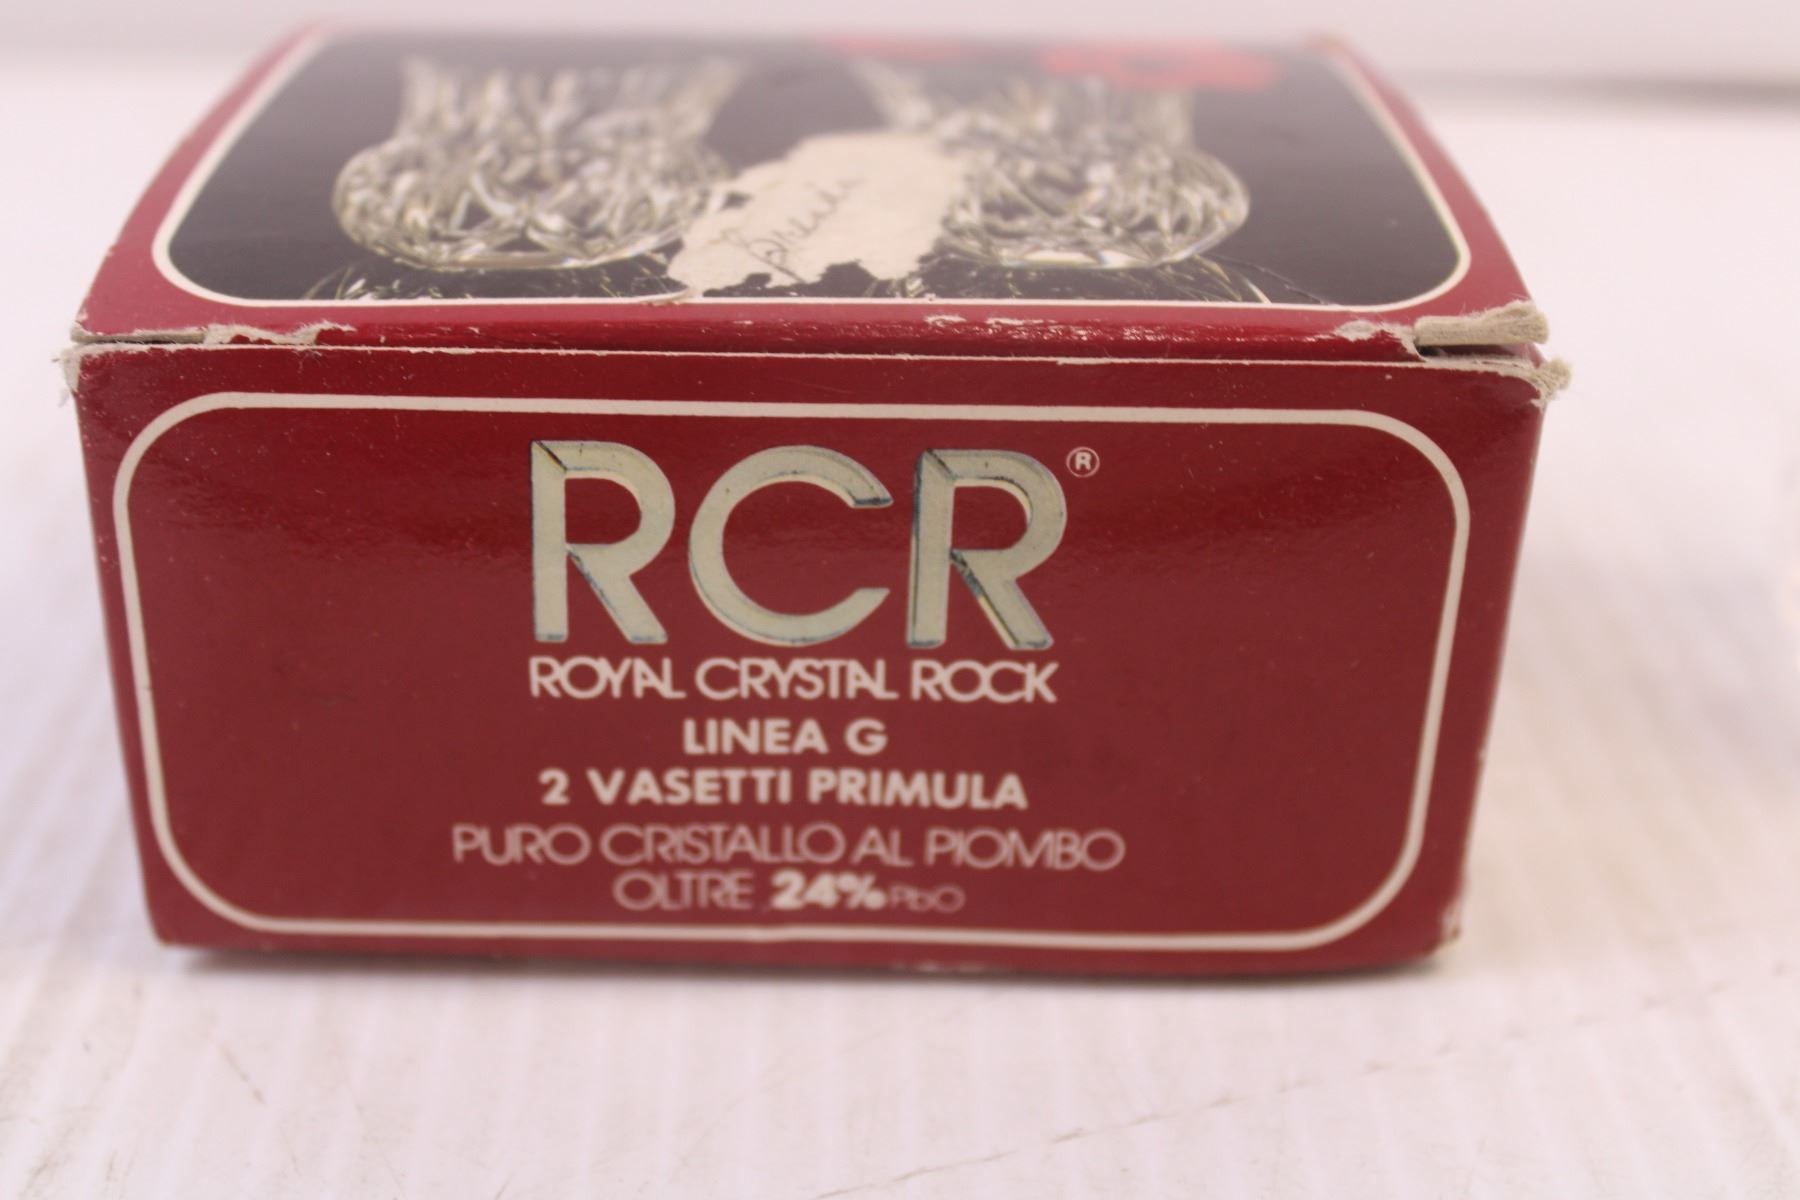 RCR®
ROYAL CRYSTAL ROCK
LINEA G
2 VASETTI PRIMULA
PURO CRISTALLO AL PIOMBO
OLTRE 24% PbO